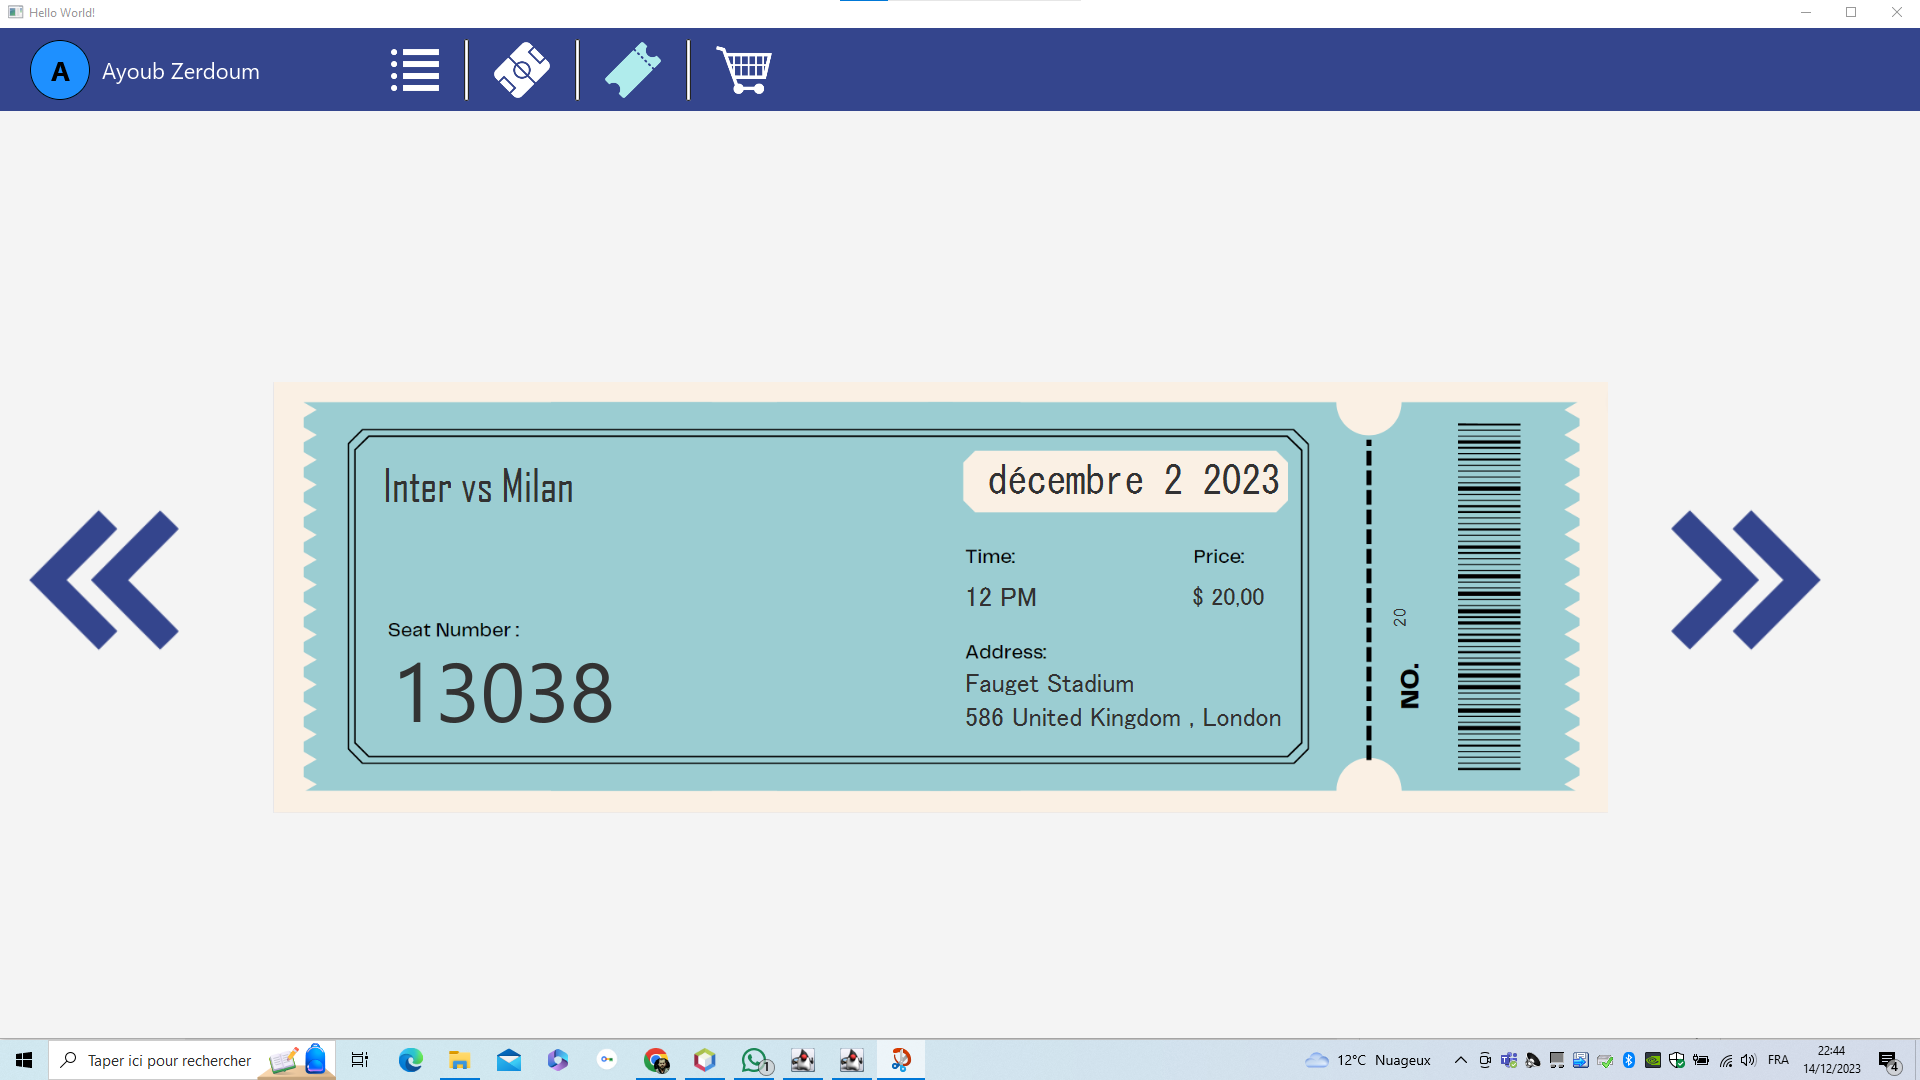 Hello World!
A
Ayoub Zerdoum
Inter vs Milan
décembre 2 2023
Time:
Price:
12 PM
$ 20,00
Seat Number :
13038
Address:
Fauget Stadium
586 United Kingdom , London
NO.
20
Taper ici pour rechercher
1
12°C Nuageux
FRA
22:44
14/12/2023
4